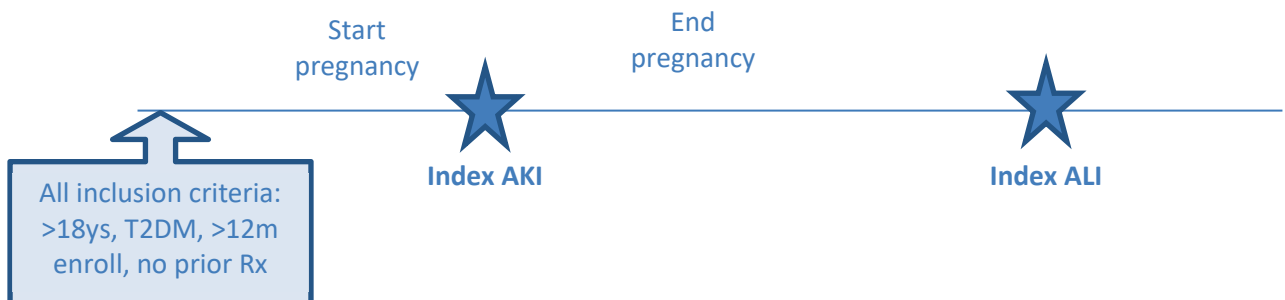 Start
pregnancy
End
pregnancy
Index AKI
Index ALI
All inclusion criteria:
>18ys, T2DM, >12m
enroll, no prior Rx